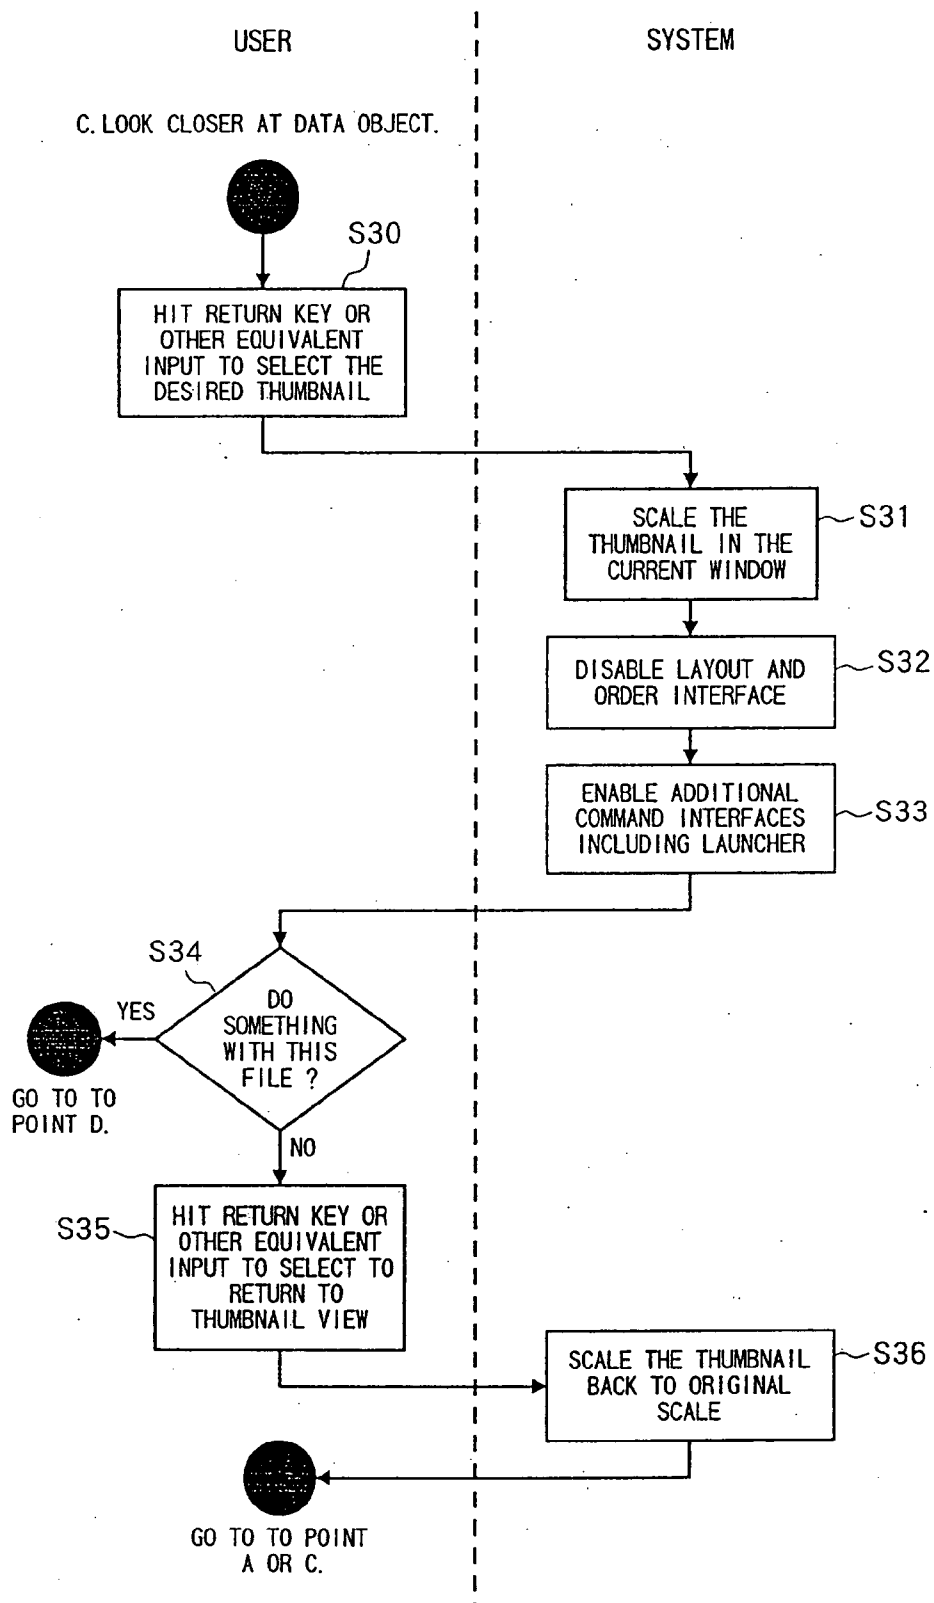 USER
SYSTEM
C. LOOK CLOSER AT DATA OBJECT.
S30
HIT RETURN KEY OR
OTHER EQUIVALENT
INPUT TO SELECT THE
DESIRED THUMBNAIL
SCALE THE
THUMBNAIL IN THE
CURRENT WINDOW
S31
DISABLE LAYOUT AND
ORDER INTERFACE
S32
ENABLE ADDITIONAL
COMMAND INTERFACES
INCLUDING LAUNCHER
S33
S34
DO
SOMETHING
WITH THIS
FILE ?
YES
GO TO TO
POINT D.
NO
S35
HIT RETURN KEY OR
OTHER EQUIVALENT
INPUT TO SELECT TO
RETURN TO
THUMBNAIL VIEW
SCALE THE THUMBNAIL
BACK TO ORIGINAL
SCALE
S36
GO TO TO POINT
A OR C.